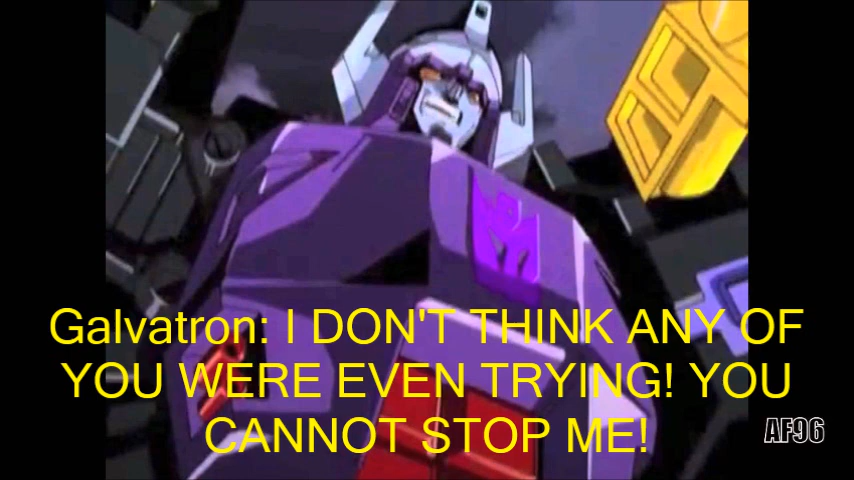 Galvatron: I DON'T THINK ANY OF
YOU WERE EVEN TRYING! YOU
CANNOT STOP ME!
AF96